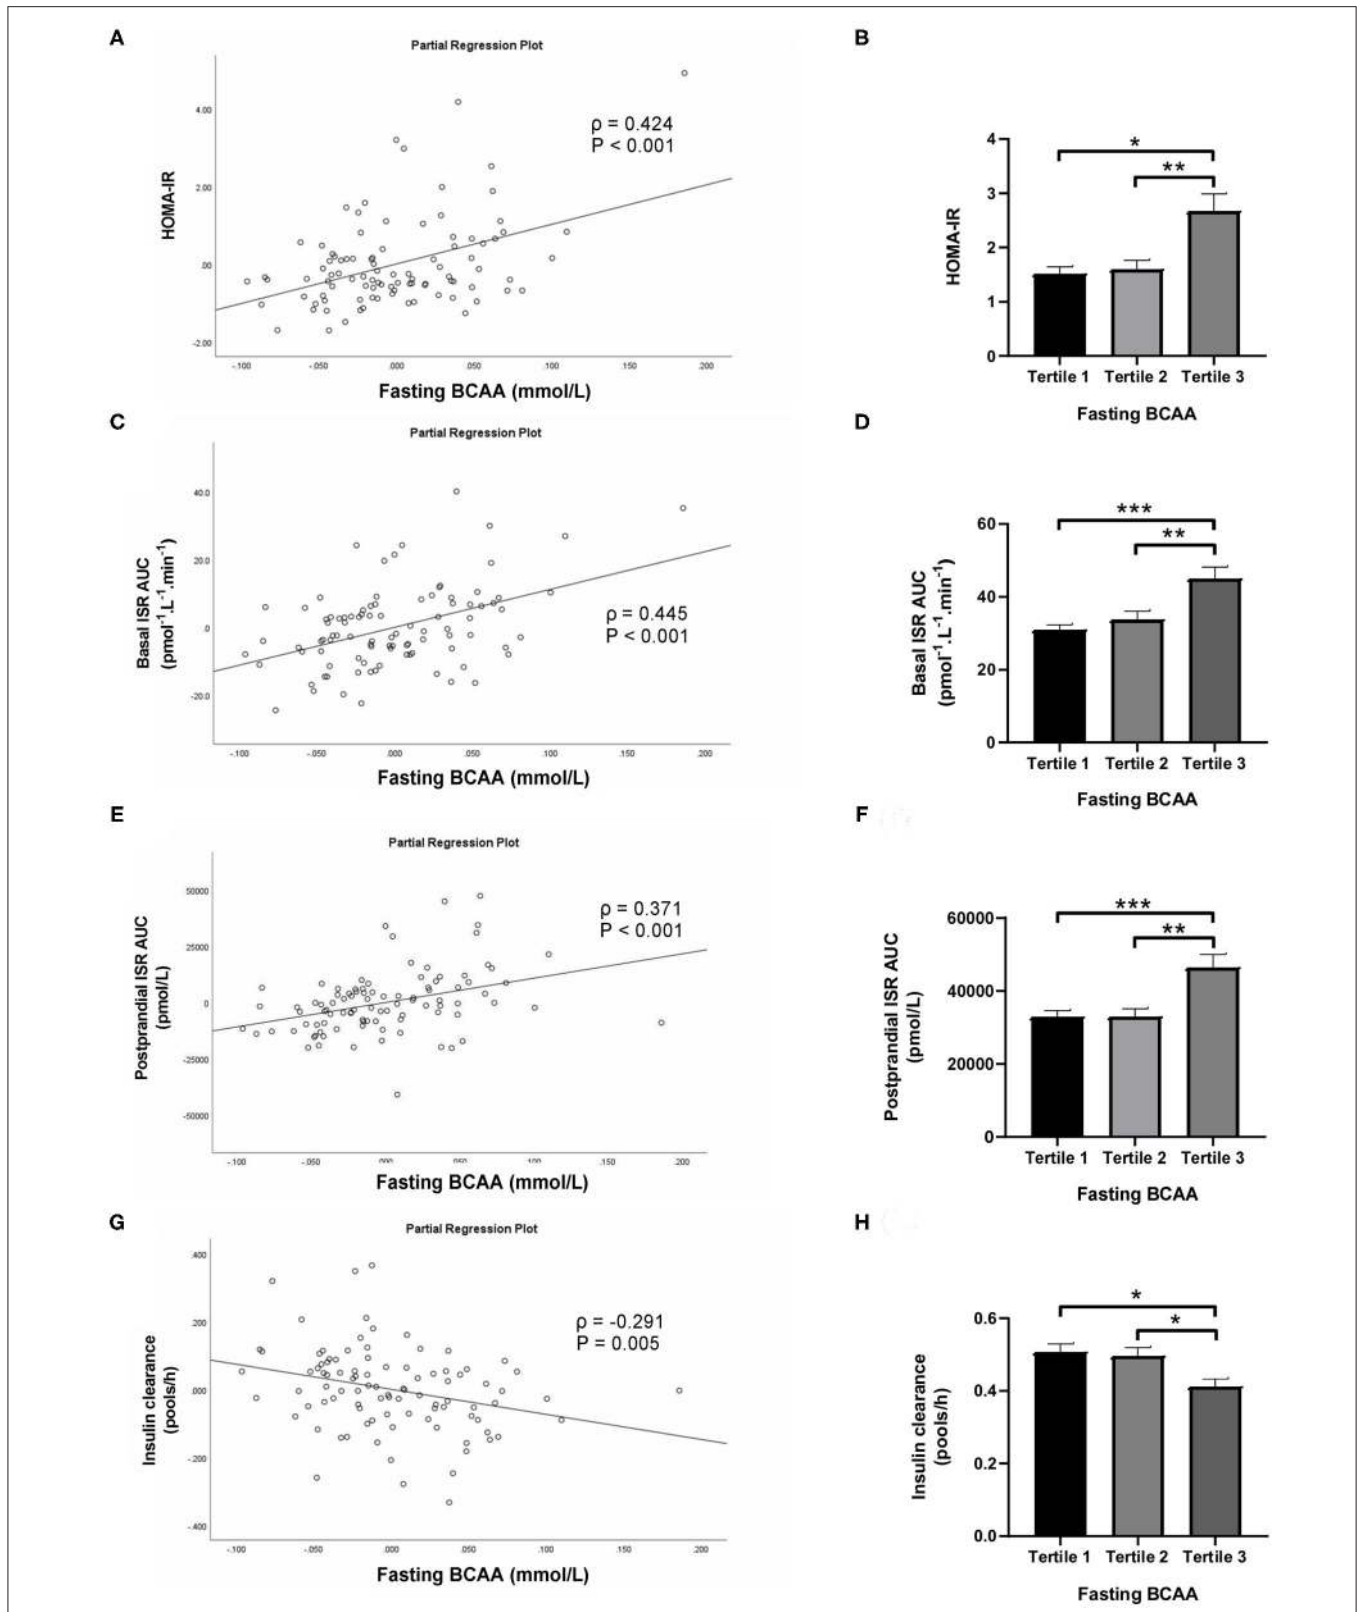 A
Partial Regression Plot
HOMA-IR
4.00
2.00
.00
-2.00
ρ = 0.424
P < 0.001
-.100 -.050 .000 .050 .100 .150 .200
Fasting BCAA (mmol/L)
B
HOMA-IR
4
3
2
1
0
*
**
Tertile 1 Tertile 2 Tertile 3
Fasting BCAA
C
Partial Regression Plot
Basal ISR AUC
(pmol⁻¹.L⁻¹.min⁻¹)
40.0
20.0
.0
-20.0
ρ = 0.445
P < 0.001
-.100 -.050 .000 .050 .100 .150 .200
Fasting BCAA (mmol/L)
D
Basal ISR AUC
(pmol⁻¹.L⁻¹.min⁻¹)
60
40
20
0
***
**
Tertile 1 Tertile 2 Tertile 3
Fasting BCAA
E
Partial Regression Plot
Postprandial ISR AUC
(pmol/L)
50000
25000
0
-25000
-50000
ρ = 0.371
P < 0.001
-.100 -.050 .000 .050 .100 .150 .200
Fasting BCAA (mmol/L)
F
Postprandial ISR AUC
(pmol/L)
60000
40000
20000
0
***
**
Tertile 1 Tertile 2 Tertile 3
Fasting BCAA
G
Partial Regression Plot
Insulin clearance
(pools/h)
.400
.200
.000
-.200
-.400
ρ = -0.291
P = 0.005
-.100 -.050 .000 .050 .100 .150 .200
Fasting BCAA (mmol/L)
H
Insulin clearance
(pools/h)
0.6
0.4
0.2
0.0
*
*
Tertile 1 Tertile 2 Tertile 3
Fasting BCAA